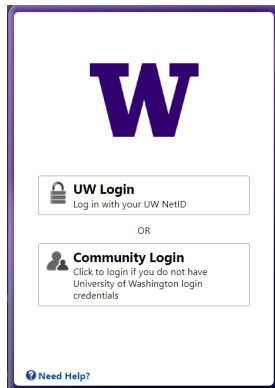 W
UW Login
Log in with your UW NetID
OR
Community Login
Click to login if you do not have
University of Washington login
credentials
Need Help?